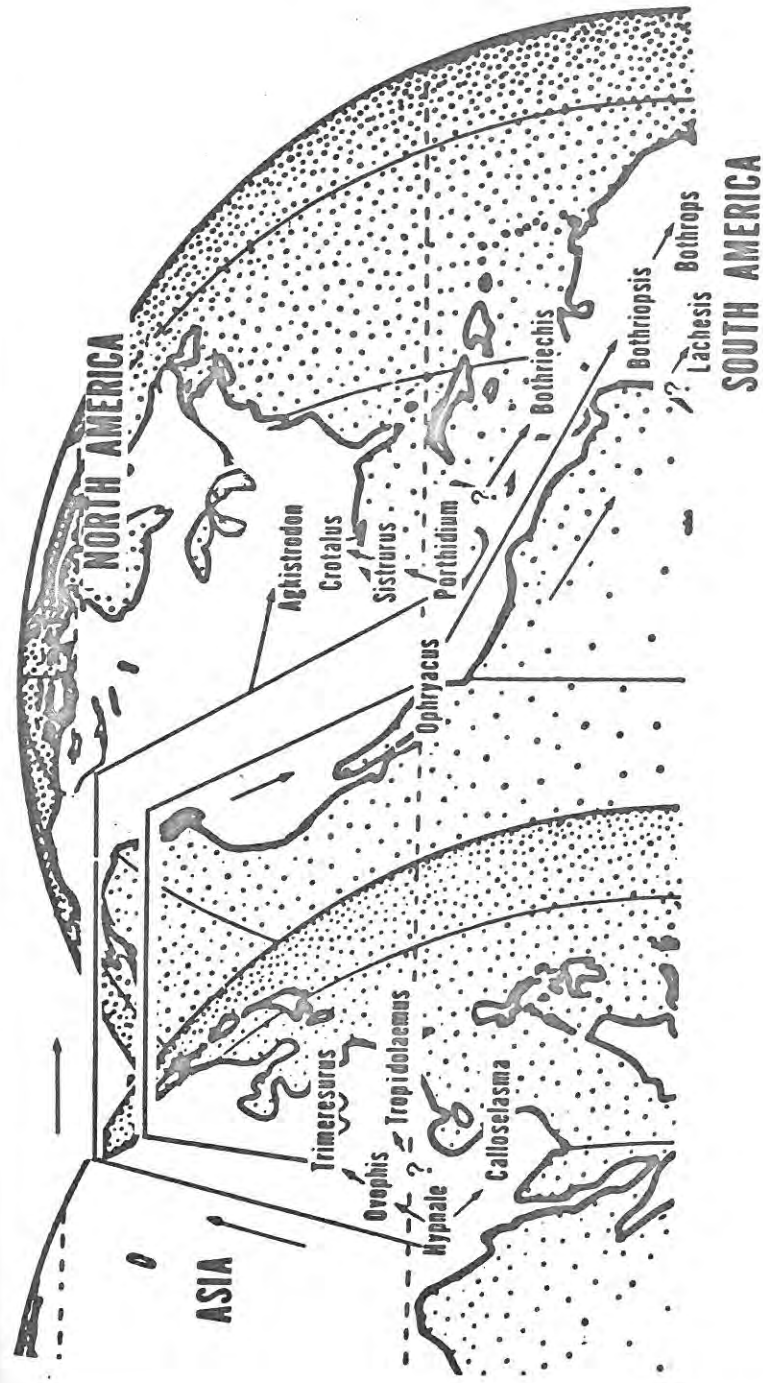 NORTH AMERICA
ASIA
Trimeresurus
Ovophis
?
Tropidolaemus
Hypnale
Calloselasma
Agkistrodon
Crotalus
Sistrurus
Porthidium
Ophryacus
?
Bothriechis
Bothriopsis
?
Lachesis
Bothrops
SOUTH AMERICA